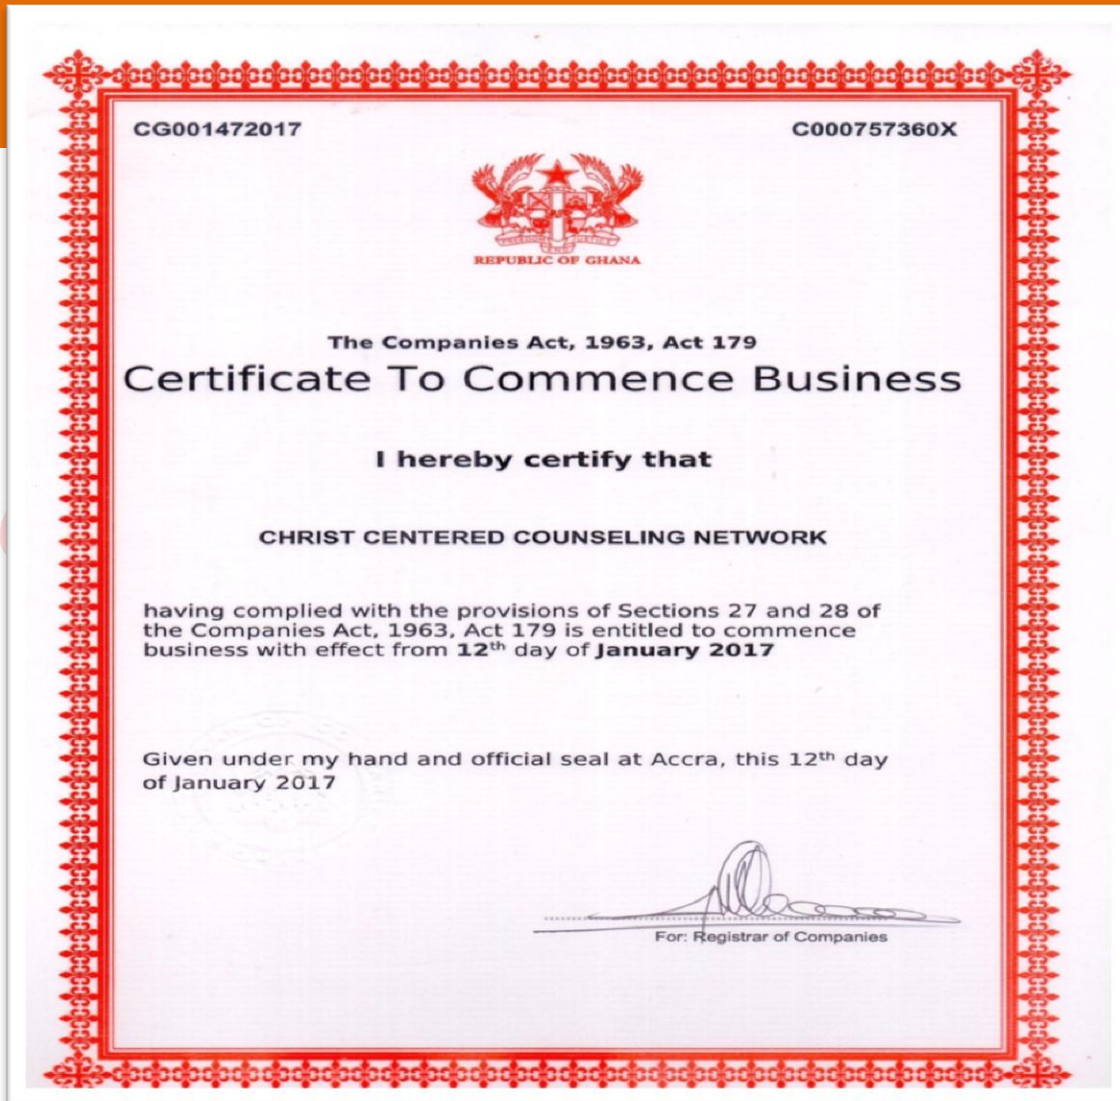 CG001472017
C000757360X
REPUBLIC OF GHANA
The Companies Act, 1963, Act 179
Certificate To Commence Business
I hereby certify that
CHRIST CENTERED COUNSELING NETWORK
having complied with the provisions of Sections 27 and 28 of
the Companies Act, 1963, Act 179 is entitled to commence
business with effect from 12th day of January 2017
Given under my hand and official seal at Accra, this 12th day
of January 2017
For: Registrar of Companies